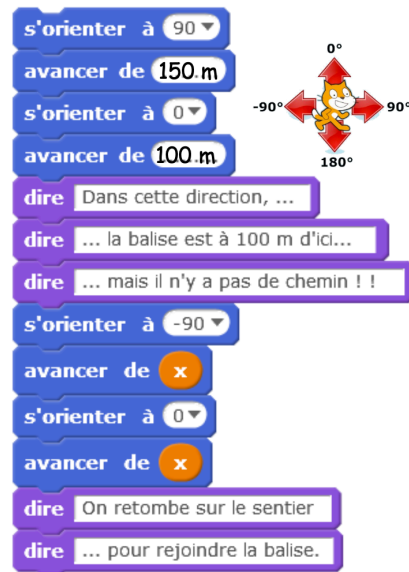 s'orienter à 90
avancer de 150 m
s'orienter à 0
avancer de 100 m
dire Dans cette direction, ...
dire ... la balise est à 100 m d'ici...
dire ... mais il n'y a pas de chemin ! !
s'orienter à -90
avancer de x
s'orienter à 0
avancer de x
dire On retombe sur le sentier
dire ... pour rejoindre la balise.
0°
-90° 90°
180°